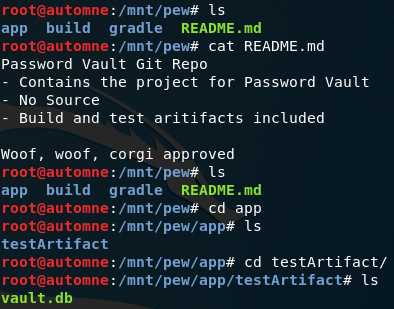 root@automne:/mnt/pew# ls
app  build  gradle  README.md
root@automne:/mnt/pew# cat README.md
Password Vault Git Repo
- Contains the project for Password Vault
- No Source
- Build and test aritifacts included

Woof, woof, corgi approved
root@automne:/mnt/pew# ls
app  build  gradle  README.md
root@automne:/mnt/pew# cd app
root@automne:/mnt/pew/app# ls
testArtifact
root@automne:/mnt/pew/app# cd testArtifact/
root@automne:/mnt/pew/app/testArtifact# ls
vault.db